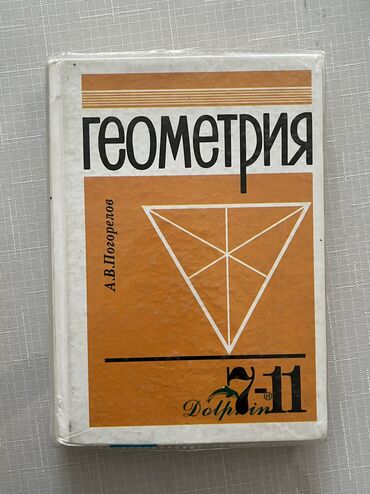 геометрия
А.В.Погорелов
7-11
Dolphin®